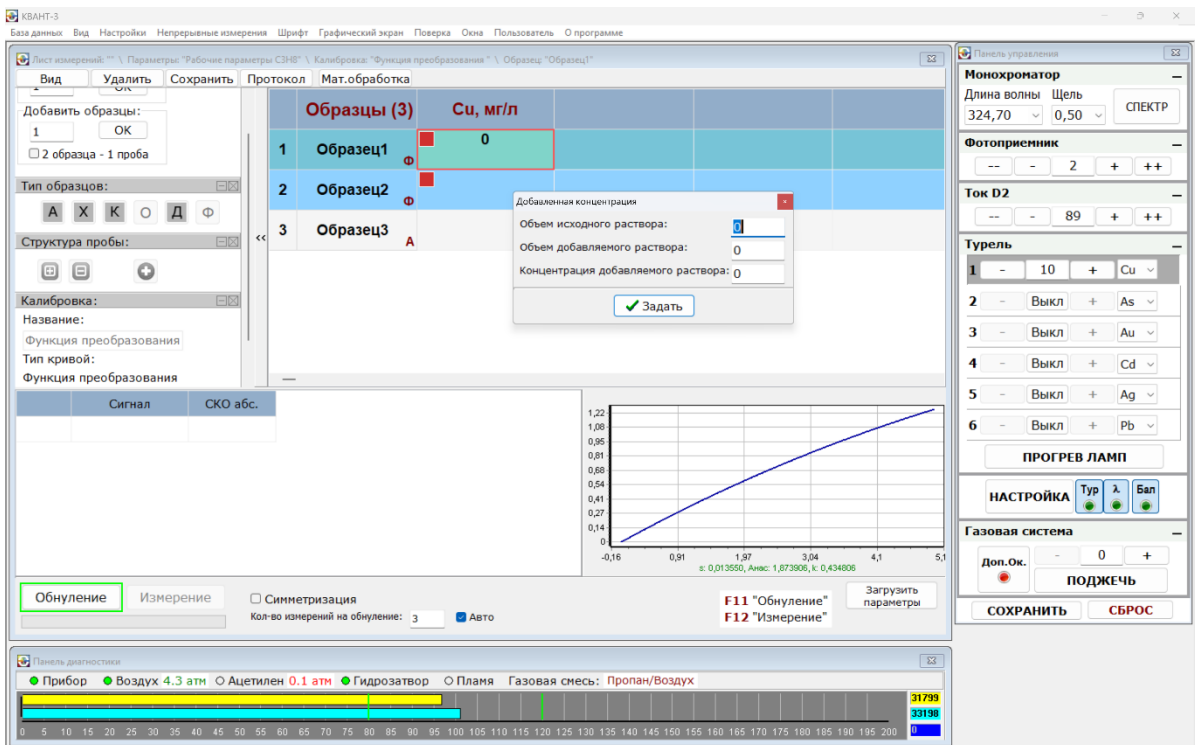 КВАНТ-3
База данных Вид Настройки Непрерывные измерения Шрифт Графический экран Поверка Окна Пользователь О программе
Лист измерений: "" \ Параметры: "Рабочие параметры СЗН8" \ Калибровка: "Функция преобразования " \ Образец: "Образец1"
Вид Удалить Сохранить Протокол Мат.обработка
1 ОК
Добавить образцы:
1 ОК
2 образца - 1 проба
Тип образцов:
А Х К О Д Ф
Структура пробы:
Калибровка:
Название:
Функция преобразования
Тип кривой:
Функция преобразования
<<
Образцы (3) Cu, мг/л
1 Образец1 Ф 0
2 Образец2 Ф
3 Образец3 А
Добавленная концентрация
Объем исходного раствора: 0
Объем добавляемого раствора: 0
Концентрация добавляемого раствора: 0
Задать
Сигнал СКО абс.
1,22
1,08
0,95
0,81
0,68
0,54
0,41
0,27
0,14
0
-0,16 0,91 1,97 3,04 4,1 5,1
s: 0,013550, Анас: 1,873906, k: 0,434806
Обнуление Измерение
Симметризация
Кол-во измерений на обнуление: 3 Авто
F11 "Обнуление"
F12 "Измерение"
Загрузить
параметры
Панель управления
Монохроматор
Длина волны Щель
324,70 0,50 СПЕКТР
Фотоприемник
-- - 2 + ++
Ток D2
-- - 89 + ++
Турель
1 - 10 + Cu
2 - Выкл + As
3 - Выкл + Au
4 - Выкл + Cd
5 - Выкл + Ag
6 - Выкл + Pb
ПРОГРЕВ ЛАМП
НАСТРОЙКА Тур λ Бал
Газовая система
Доп.Ок. - 0 +
ПОДЖЕЧЬ
СОХРАНИТЬ СБРОС
Панель диагностики
Прибор Воздух 4.3 атм Ацетилен 0.1 атм Гидрозатвор Пламя Газовая смесь: Пропан/Воздух
31799
33198
0
0 5 10 15 20 25 30 35 40 45 50 55 60 65 70 75 80 85 90 95 100 105 110 115 120 125 130 135 140 145 150 155 160 165 170 175 180 185 190 195 200